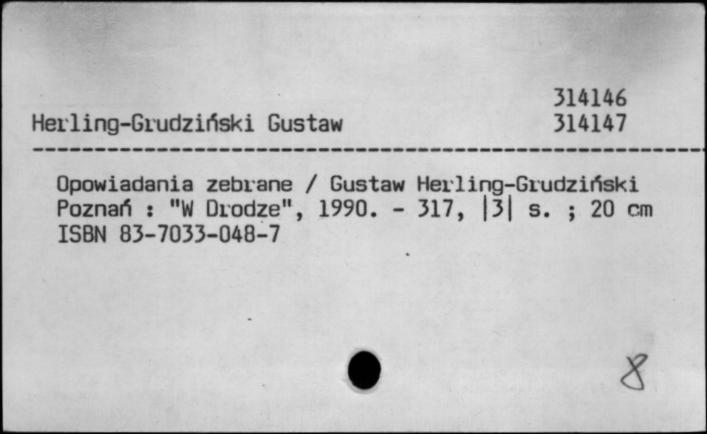 314146
Herling-Grudziński Gustaw 314147
Opowiadania zebrane / Gustaw Herling-Grudziński
Poznań : "W Drodze", 1990. - 317, |3| s. ; 20 cm
ISBN 83-7033-048-7
8